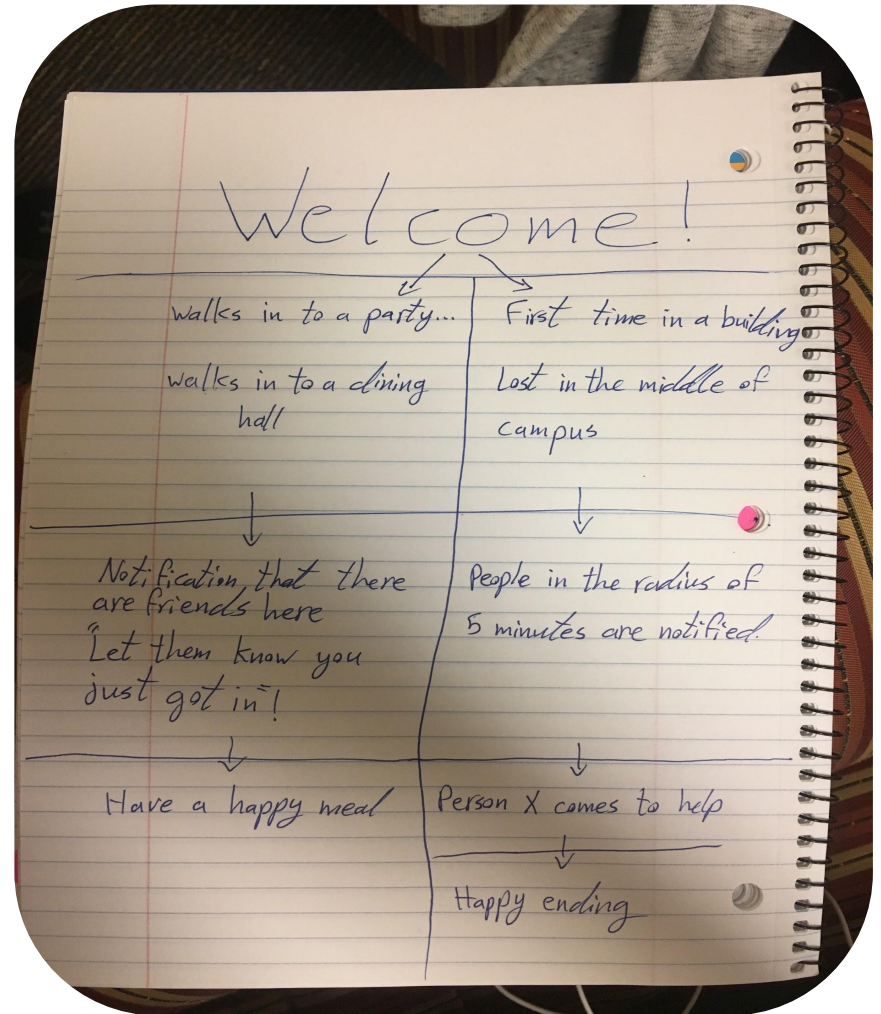 Welcome!
walks in to a party...
walks in to a dining
hall
First time in a building
Lost in the middle of
campus
Notification that there
are friends here
"Let them know you
just got in"!
People in the radius of
5 minutes are notified.
Have a happy meal
Person X comes to help
Happy ending